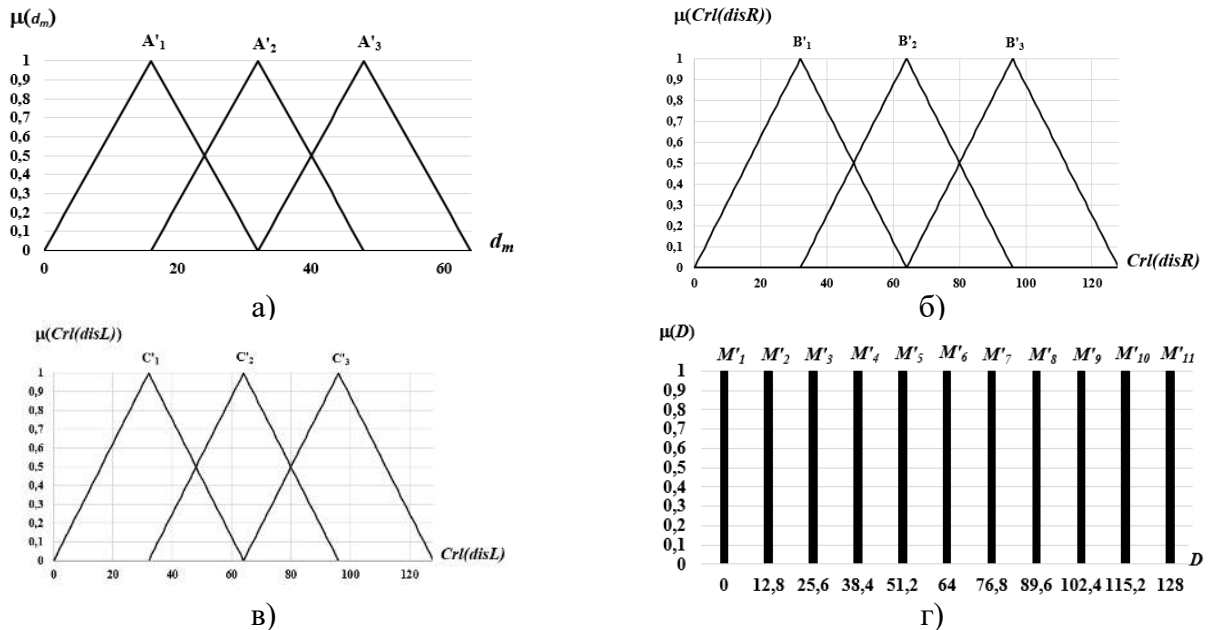 μ(dₘ)
A'₁ A'₂ A'₃
1
0,9
0,8
0,7
0,6
0,5
0,4
0,3
0,2
0,1
0
dₘ
0 20 40 60
а)
μ(Crl(disR))
B'₁ B'₂ B'₃
1
0,9
0,8
0,7
0,6
0,5
0,4
0,3
0,2
0,1
0
Crl(disR)
0 20 40 60 80 100 120
б)
μ(Crl(disL))
C'₁ C'₂ C'₃
1
0,9
0,8
0,7
0,6
0,5
0,4
0,3
0,2
0,1
0
Crl(disL)
0 20 40 60 80 100 120
в)
μ(D)
M'₁ M'₂ M'₃ M'₄ M'₅ M'₆ M'₇ M'₈ M'₉ M'₁₀ M'₁₁
1
0,9
0,8
0,7
0,6
0,5
0,4
0,3
0,2
0,1
0
D
0 12,8 25,6 38,4 51,2 64 76,8 89,6 102,4 115,2 128
г)